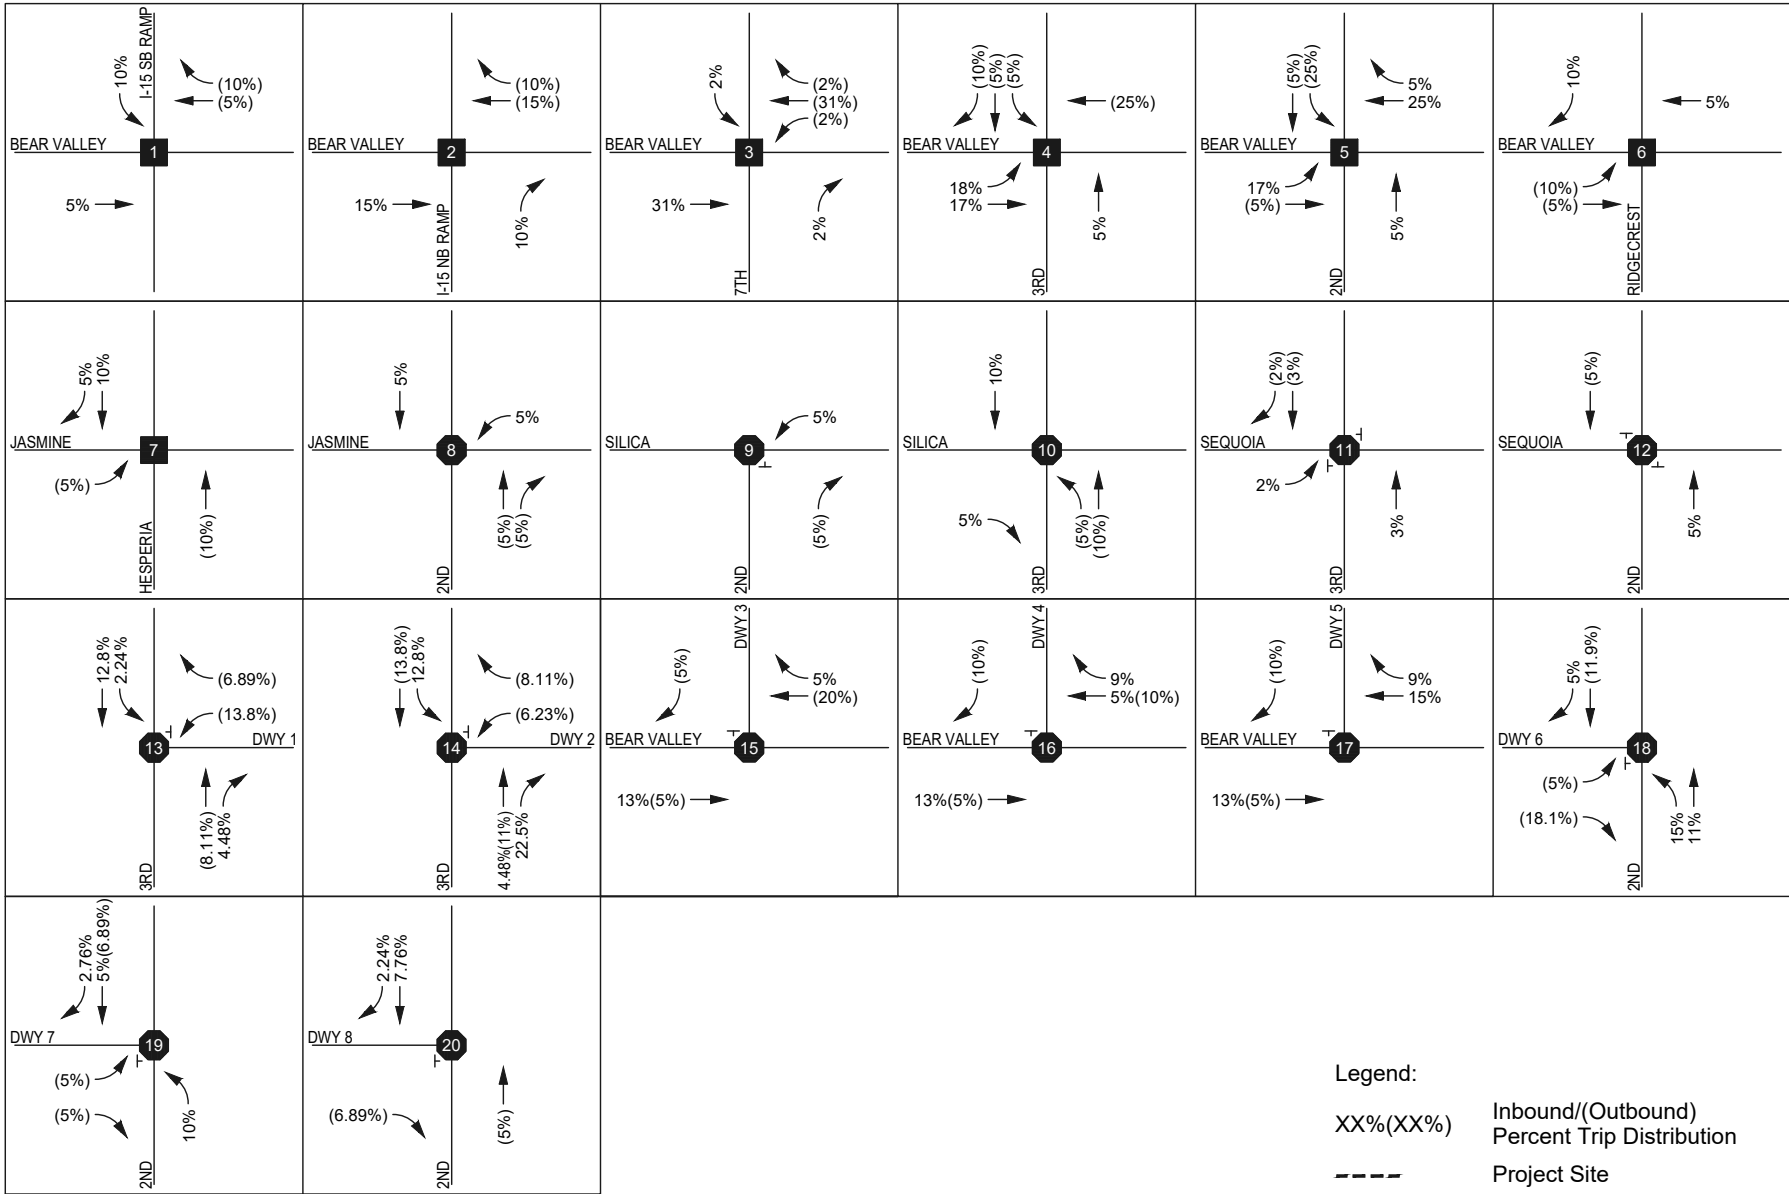 I-15 SB RAMP
10%
(10%)
(5%)
BEAR VALLEY
1
5%
(10%)
(15%)
BEAR VALLEY
2
15%
I-15 NB RAMP
10%
2%
(2%)
(31%)
(2%)
BEAR VALLEY
3
31%
2%
7TH
(10%)
(5%)
(5%)
(25%)
BEAR VALLEY
4
18%
17%
5%
3RD
(5%)
(25%)
5%
25%
BEAR VALLEY
5
17%
(5%)
5%
2ND
10%
5%
BEAR VALLEY
6
(10%)
(5%)
RIDGECREST
5%
10%
JASMINE
7
(5%)
(10%)
HESPERIA
5%
5%
JASMINE
8
(5%)
(5%)
2ND
5%
SILICA
9
(5%)
2ND
10%
SILICA
10
5%
(5%)
(10%)
3RD
(2%)
(3%)
SEQUOIA
11
2%
3%
3RD
(5%)
SEQUOIA
12
5%
2ND
12.8%
2.24%
(6.89%)
(13.8%)
13
DWY 1
(8.11%)
4.48%
3RD
(13.8%)
12.8%
(8.11%)
(6.23%)
14
DWY 2
4.48%(11%)
22.5%
3RD
DWY 3
(5%)
5%
(20%)
BEAR VALLEY
15
13%(5%)
DWY 4
(10%)
9%
5%(10%)
BEAR VALLEY
16
13%(5%)
DWY 5
(10%)
9%
15%
BEAR VALLEY
17
13%(5%)
5%
(11.9%)
DWY 6
18
(5%)
(18.1%)
15%
11%
2ND
2.76%
5%(6.89%)
DWY 7
19
(5%)
(5%)
10%
2ND
2.24%
7.76%
DWY 8
20
(6.89%)
(5%)
2ND
Legend:
XX%(XX%)
Inbound/(Outbound)
Percent Trip Distribution
Project Site